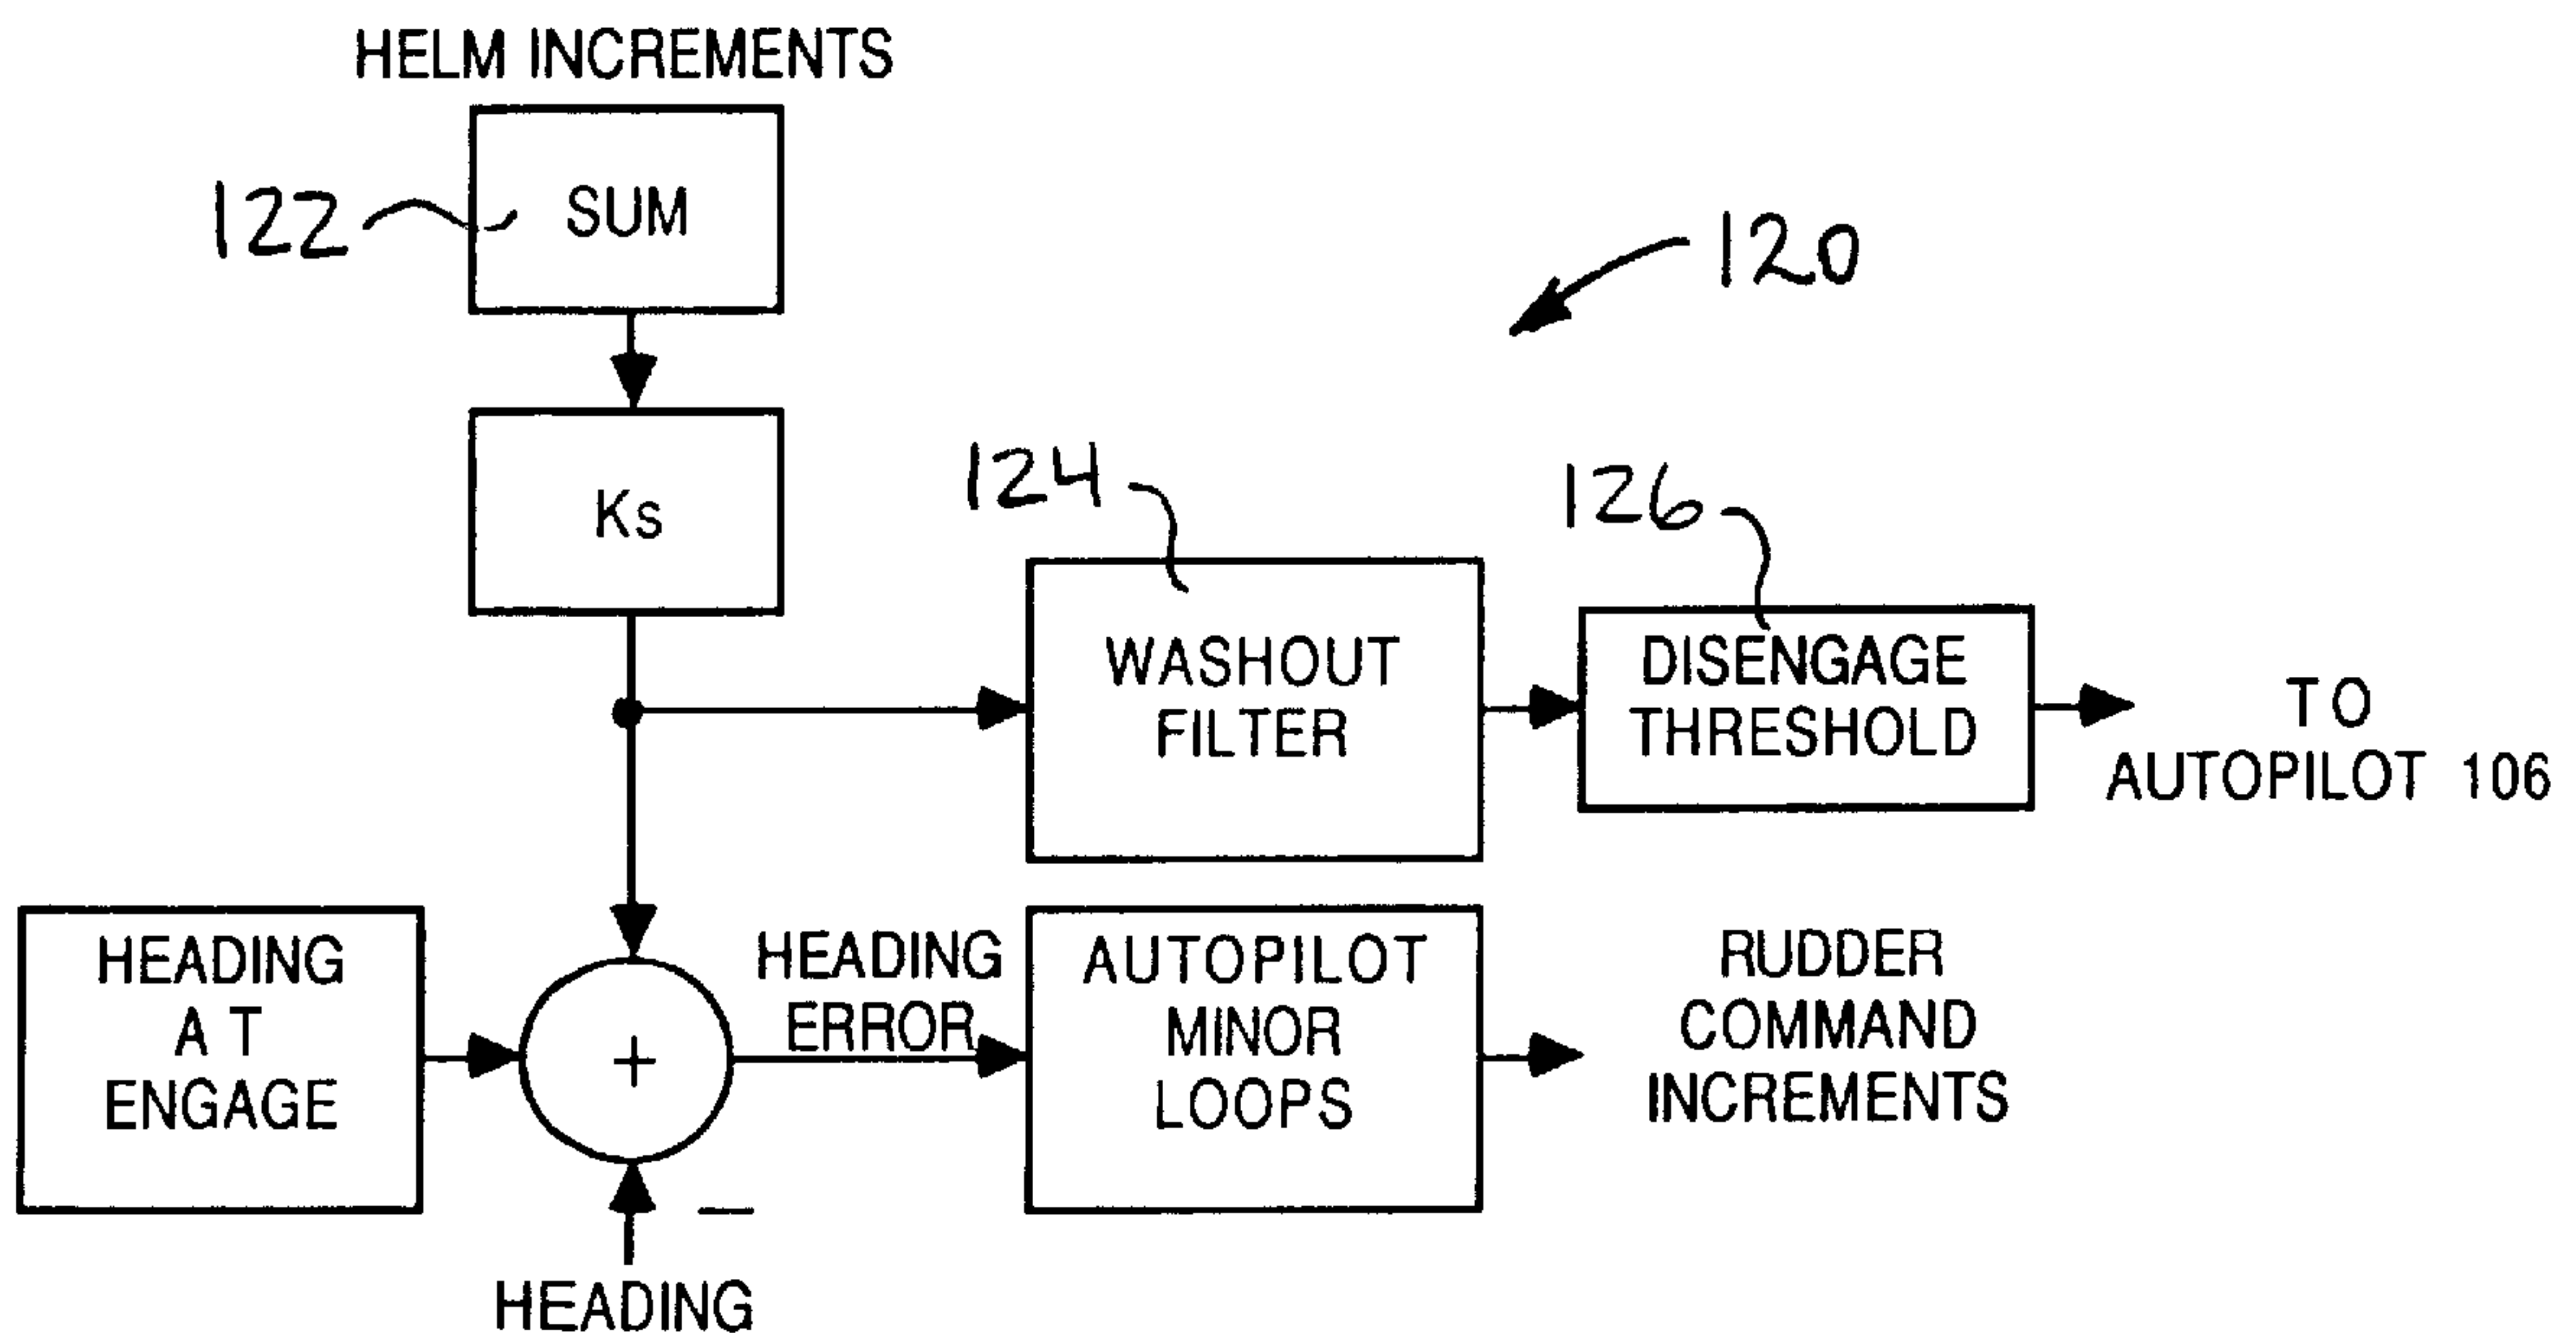 HELM INCREMENTS
122
SUM
120
Ks
124
126
WASHOUT
FILTER
DISENGAGE
THRESHOLD
TO
AUTOPILOT 106
HEADING
AT
ENGAGE
+
HEADING
ERROR
AUTOPILOT
MINOR
LOOPS
RUDDER
COMMAND
INCREMENTS
—
HEADING